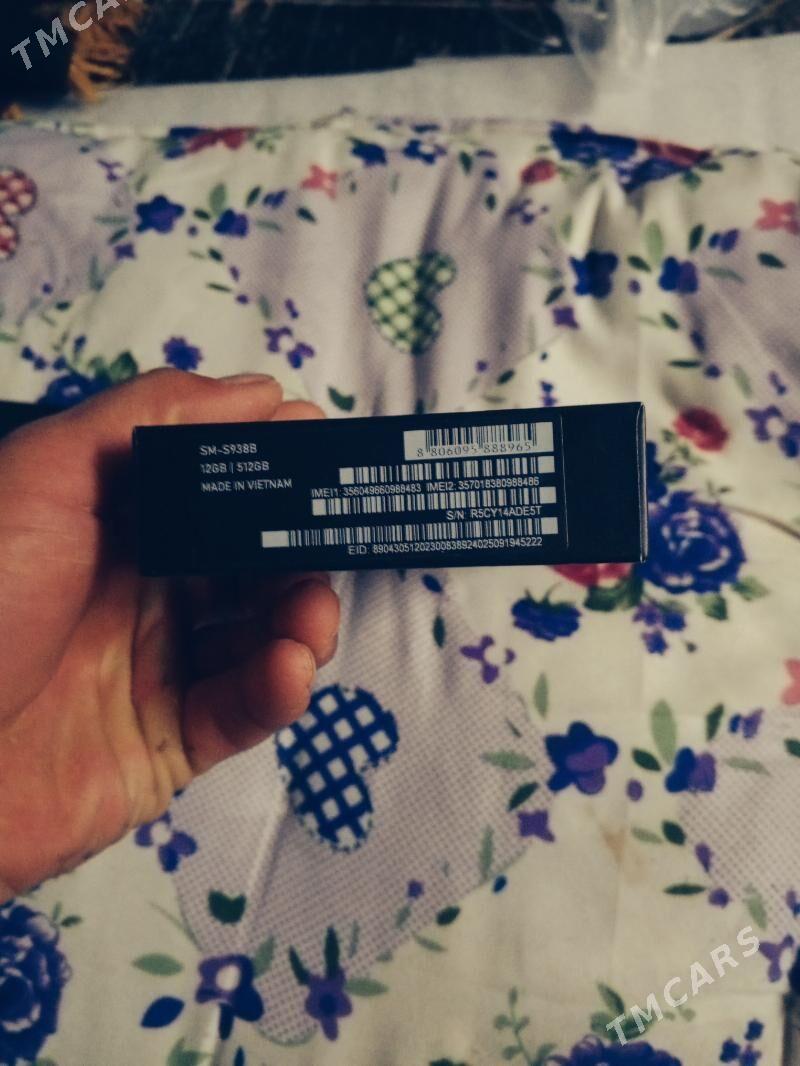 TMCARS
SM-S938B
12GB | 512GB
MADE IN VIETNAM
8 806095 888965
IMEI1: 356049660988483 IMEI2: 357018380988486
S/N: R5CY14ADE5T
EID: 89043051202300838924025091945222
TMCARS